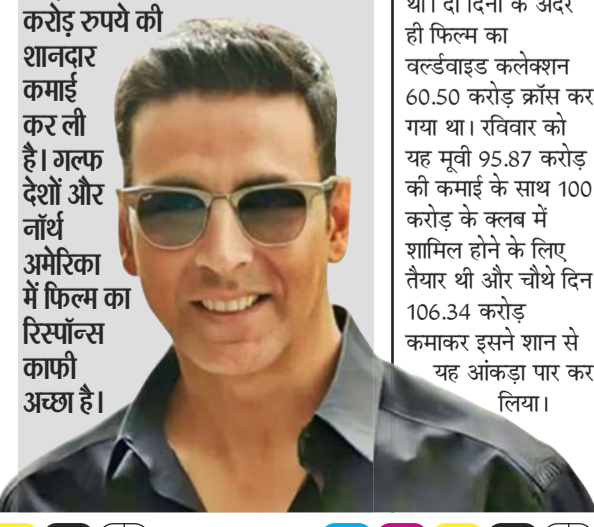 करोड़ रुपये की
शानदार
कमाई
कर ली
है। गल्फ
देशों और
नॉर्थ
अमेरिका
में फिल्म का
रिस्पॉन्स
काफी
अच्छा है।
था। दो दिनों के अंदर
ही फिल्म का
वर्ल्डवाइड कलेक्शन
60.50 करोड़ क्रॉस कर
गया था। रविवार को
यह मूवी 95.87 करोड़
की कमाई के साथ 100
करोड़ के क्लब में
शामिल होने के लिए
तैयार थी और चौथे दिन
106.34 करोड़
कमाकर इसने शान से
यह आंकड़ा पार कर
लिया।